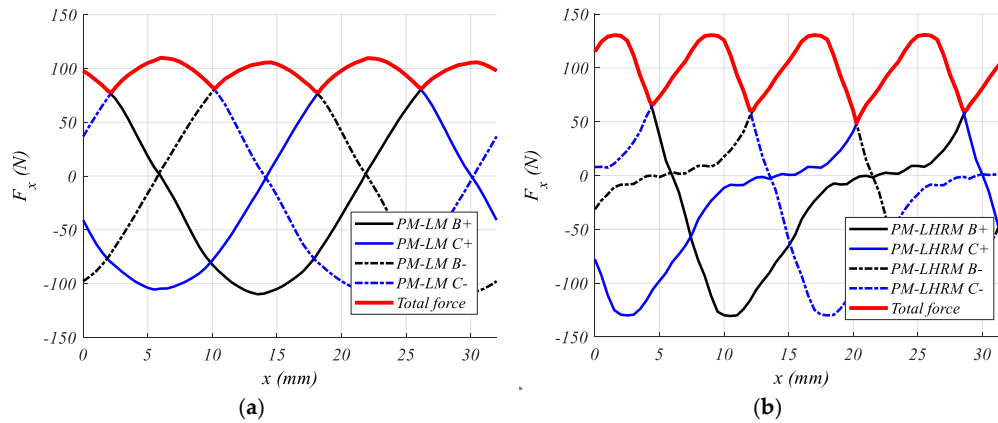 150
100
50
0
-50
-100
-150
F_x (N)
0 5 10 15 20 25 30
x (mm)
PM-LM B+
PM-LM C+
PM-LM B-
PM-LM C-
Total force
(a)
150
100
50
0
-50
-100
-150
F_x (N)
0 5 10 15 20 25 30
x (mm)
PM-LHRM B+
PM-LHRM C+
PM-LHRM B-
PM-LHRM C-
Total force
(b)